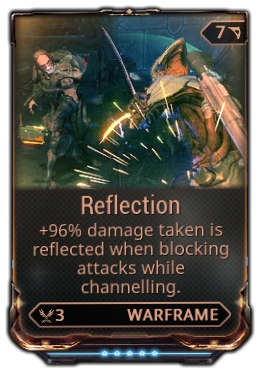 7
Reflection
+96% damage taken is
reflected when blocking
attacks while
channelling.
3 WARFRAME